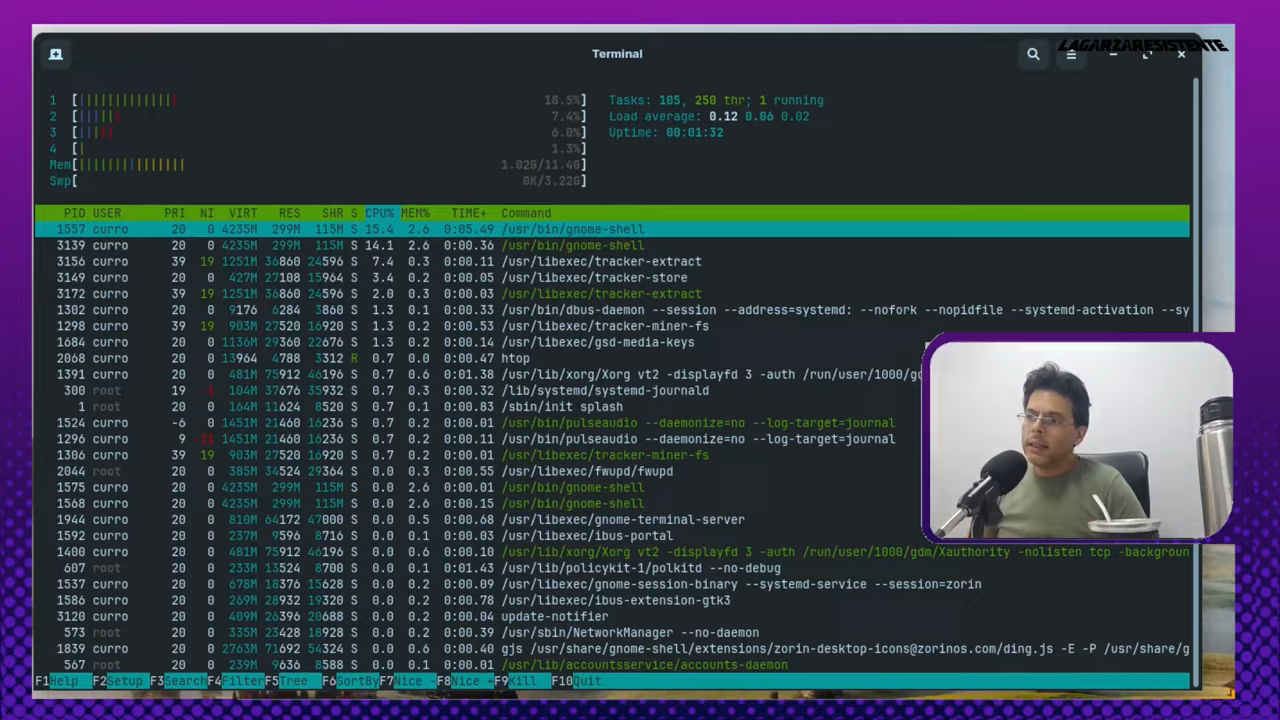 Terminal
LAGARZARESISTENTE
1 [||||||||||||| 18.5%] Tasks: 105, 250 thr; 1 running
2 [|||||| 7.4%] Load average: 0.12 0.06 0.02
3 [||||| 6.0%] Uptime: 00:01:32
4 [| 1.3%]
Mem[|||||||||||||||| 1.02G/11.4G]
Swp[ 0K/3.22G]
PID USER PRI NI VIRT RES SHR S CPU% MEM% TIME+ Command
1557 curro 20 0 4235M 299M 115M S 15.4 2.6 0:05.49 /usr/bin/gnome-shell
3139 curro 20 0 4235M 299M 115M S 14.1 2.6 0:00.36 /usr/bin/gnome-shell
3156 curro 39 19 1251M 36860 24596 S 7.4 0.3 0:00.11 /usr/libexec/tracker-extract
3149 curro 20 0 427M 27108 15964 S 3.4 0.2 0:00.05 /usr/libexec/tracker-store
3172 curro 39 19 1251M 36860 24596 S 2.0 0.3 0:00.03 /usr/libexec/tracker-extract
1302 curro 20 0 9176 6284 3860 S 1.3 0.1 0:00.33 /usr/bin/dbus-daemon --session --address=systemd: --nofork --nopidfile --systemd-activation --sy
1298 curro 39 19 903M 27520 16920 S 1.3 0.2 0:00.53 /usr/libexec/tracker-miner-fs
1684 curro 20 0 1136M 29360 22676 S 1.3 0.2 0:00.14 /usr/libexec/gsd-media-keys
2068 curro 20 0 13964 4788 3312 R 0.7 0.0 0:00.47 htop
1391 curro 20 0 481M 75912 46196 S 0.7 0.6 0:01.38 /usr/lib/xorg/Xorg vt2 -displayfd 3 -auth /run/user/1000/gd
300 root 19 -1 104M 37676 35932 S 0.7 0.3 0:00.32 /lib/systemd/systemd-journald
1 root 20 0 164M 11624 8520 S 0.7 0.1 0:00.83 /sbin/init splash
1524 curro -6 0 1451M 21460 16236 S 0.7 0.2 0:00.01 /usr/bin/pulseaudio --daemonize=no --log-target=journal
1296 curro 9 -11 1451M 21460 16236 S 0.7 0.2 0:00.11 /usr/bin/pulseaudio --daemonize=no --log-target=journal
1306 curro 39 19 903M 27520 16920 S 0.7 0.2 0:00.01 /usr/libexec/tracker-miner-fs
2044 root 20 0 385M 34524 29364 S 0.0 0.3 0:00.55 /usr/libexec/fwupd/fwupd
1575 curro 20 0 4235M 299M 115M S 0.0 2.6 0:00.01 /usr/bin/gnome-shell
1568 curro 20 0 4235M 299M 115M S 0.0 2.6 0:00.15 /usr/bin/gnome-shell
1944 curro 20 0 810M 64172 47000 S 0.0 0.5 0:00.68 /usr/libexec/gnome-terminal-server
1592 curro 20 0 237M 9596 8716 S 0.0 0.1 0:00.03 /usr/libexec/ibus-portal
1400 curro 20 0 481M 75912 46196 S 0.0 0.6 0:00.10 /usr/lib/xorg/Xorg vt2 -displayfd 3 -auth /run/user/1000/gdm/Xauthority -nolisten tcp -backgroun
607 root 20 0 233M 13524 8700 S 0.0 0.1 0:01.43 /usr/lib/policykit-1/polkitd --no-debug
1537 curro 20 0 678M 18376 15628 S 0.0 0.2 0:00.09 /usr/libexec/gnome-session-binary --systemd-service --session=zorin
1586 curro 20 0 269M 28932 19320 S 0.0 0.2 0:00.78 /usr/libexec/ibus-extension-gtk3
3120 curro 20 0 409M 26396 20688 S 0.0 0.2 0:00.04 update-notifier
573 root 20 0 335M 23428 18928 S 0.0 0.2 0:00.39 /usr/sbin/NetworkManager --no-daemon
1839 curro 20 0 2763M 71692 54324 S 0.0 0.6 0:00.40 gjs /usr/share/gnome-shell/extensions/zorin-desktop-icons@zorinos.com/ding.js -E -P /usr/share/g
567 root 20 0 239M 9636 8588 S 0.0 0.1 0:00.01 /usr/lib/accountsservice/accounts-daemon
F1Help F2Setup F3SearchF4FilterF5Tree F6SortByF7Nice -F8Nice +F9Kill F10Quit